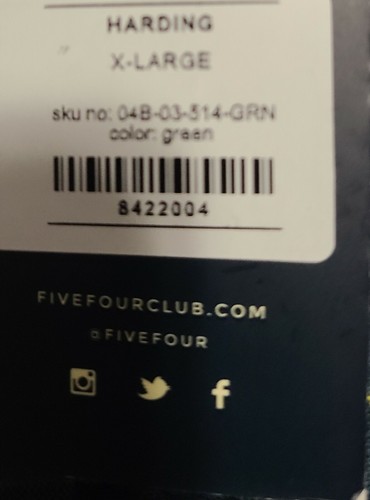 HARDING
X-LARGE
sku no: 04B-03-514-GRN
color: green
8422004
FIVEFOURCLUB.COM
@FIVEFOUR